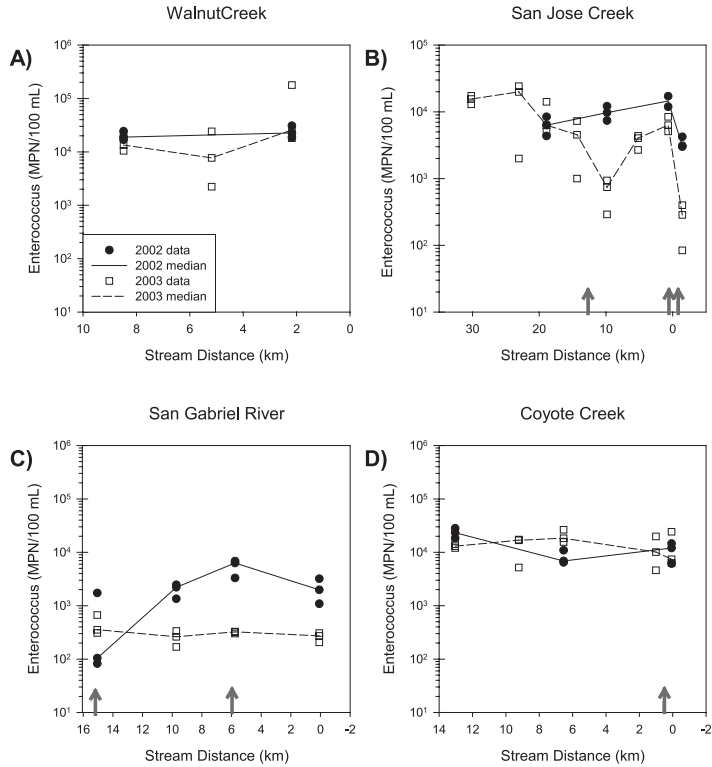 WalnutCreek
A)
Enterococcus (MPN/100 mL)
10⁶
10⁵
10⁴
10³
10²
10¹
2002 data
2002 median
2003 data
2003 median
10 8 6 4 2 0
Stream Distance (km)
San Jose Creek
B)
Enterococcus (MPN/100 mL)
10⁵
10⁴
10³
10²
10¹
30 20 10 0
Stream Distance (km)
San Gabriel River
C)
Enterococcus (MPN/100 mL)
10⁶
10⁵
10⁴
10³
10²
10¹
16 14 12 10 8 6 4 2 0 -2
Stream Distance (km)
Coyote Creek
D)
Enterococcus (MPN/100 mL)
10⁶
10⁵
10⁴
10³
10²
10¹
14 12 10 8 6 4 2 0 -2
Stream Distance (km)